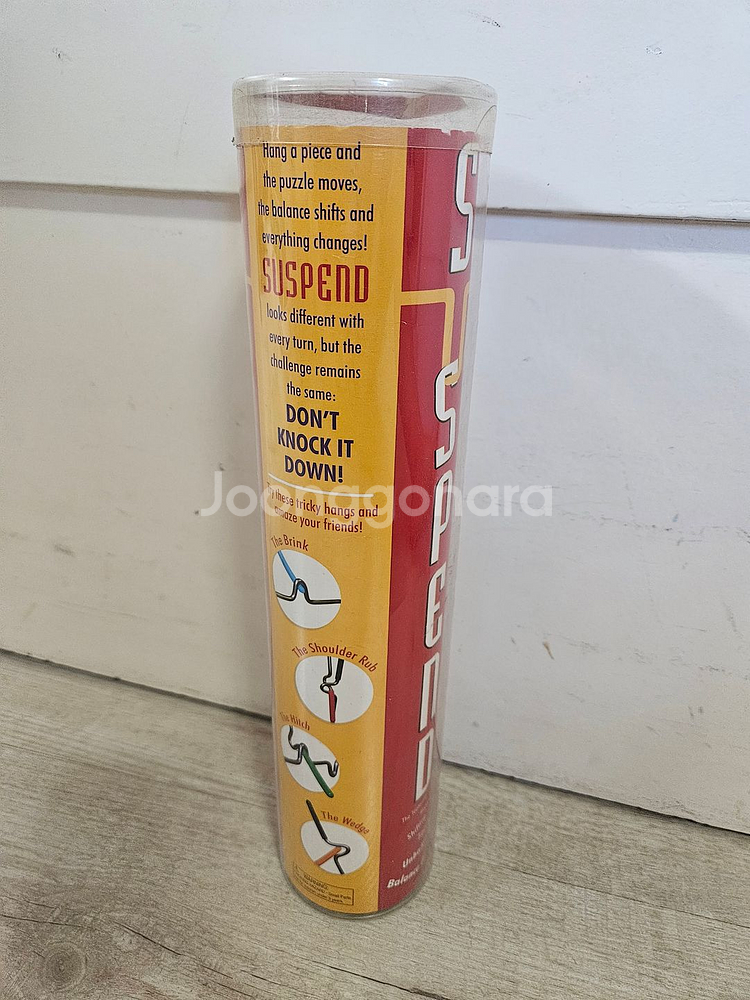 Hang a piece and
the puzzle moves,
the balance shifts and
everything changes!
SUSPEND
looks different with
every turn, but the
challenge remains
the same:
DON'T
KNOCK IT
DOWN!
these tricky hangs and
amaze your friends!
The Brink
The Shoulder Rub
The Hitch
The Wedge
WARNING:
SUSPEND
Balance
Joonggonara